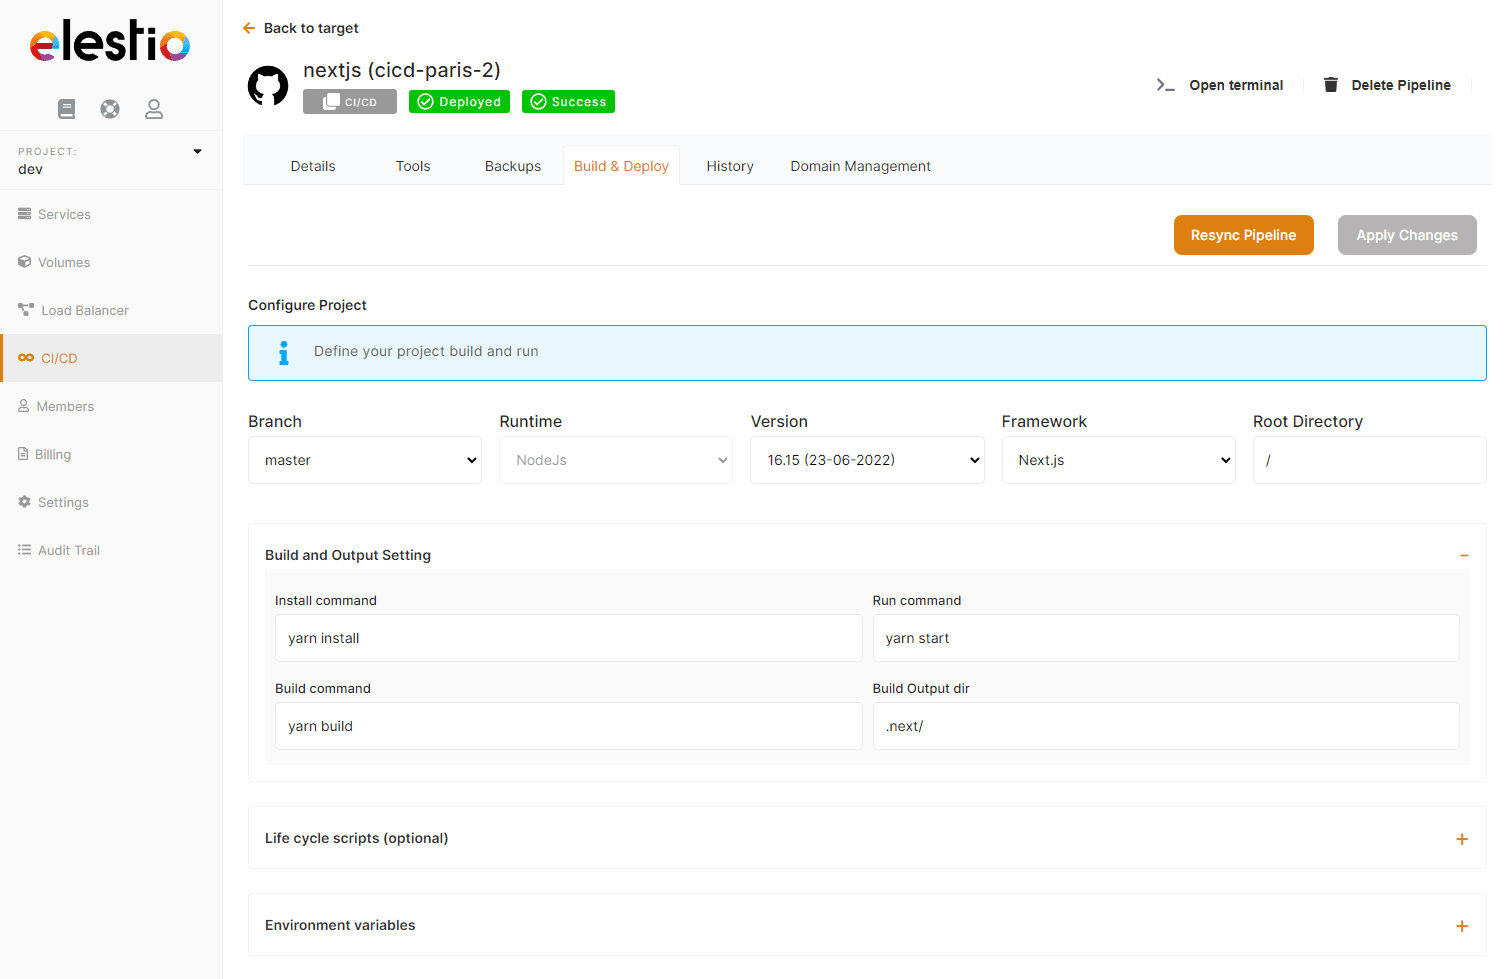 elestio
PROJECT:
dev
Services
Volumes
Load Balancer
CI/CD
Members
Billing
Settings
Audit Trail
Back to target
nextjs (cicd-paris-2)
CI/CD Deployed Success
Open terminal Delete Pipeline
Details Tools Backups Build & Deploy History Domain Management
Resync Pipeline Apply Changes
Configure Project
Define your project build and run
Branch Runtime Version Framework Root Directory
master NodeJs 16.15 (23-06-2022) Next.js /
Build and Output Setting
Install command Run command
yarn install yarn start
Build command Build Output dir
yarn build .next/
Life cycle scripts (optional)
Environment variables